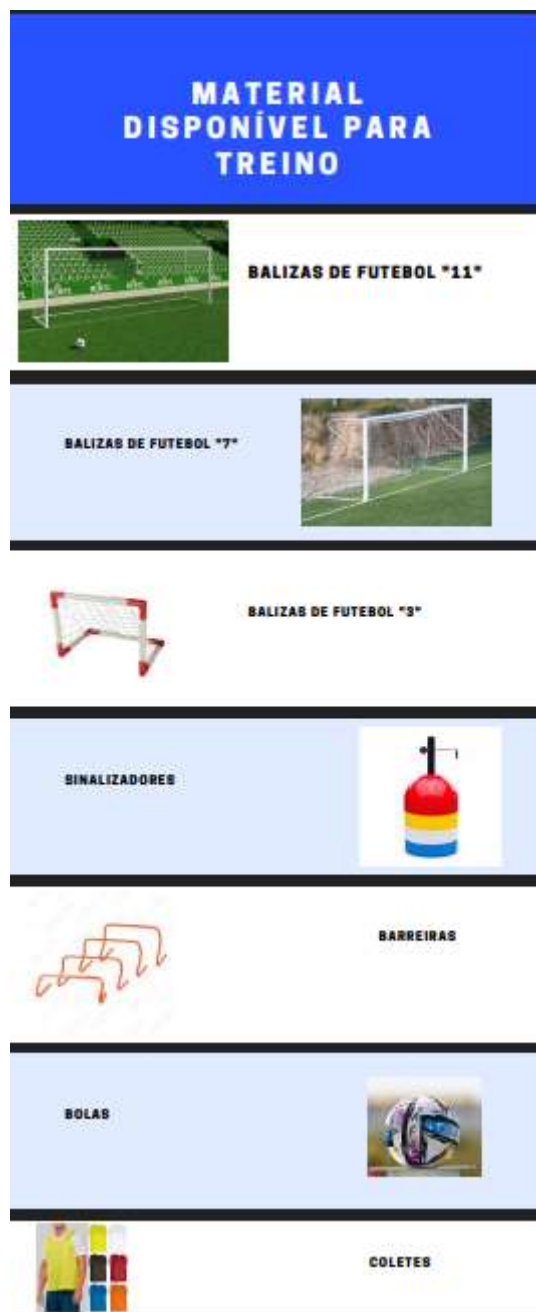 MATERIAL
DISPONÍVEL PARA
TREINO
BALIZAS DE FUTEBOL "11"
BALIZAS DE FUTEBOL "7"
BALIZAS DE FUTEBOL "3"
SINALIZADORES
BARREIRAS
BOLAS
COLETES